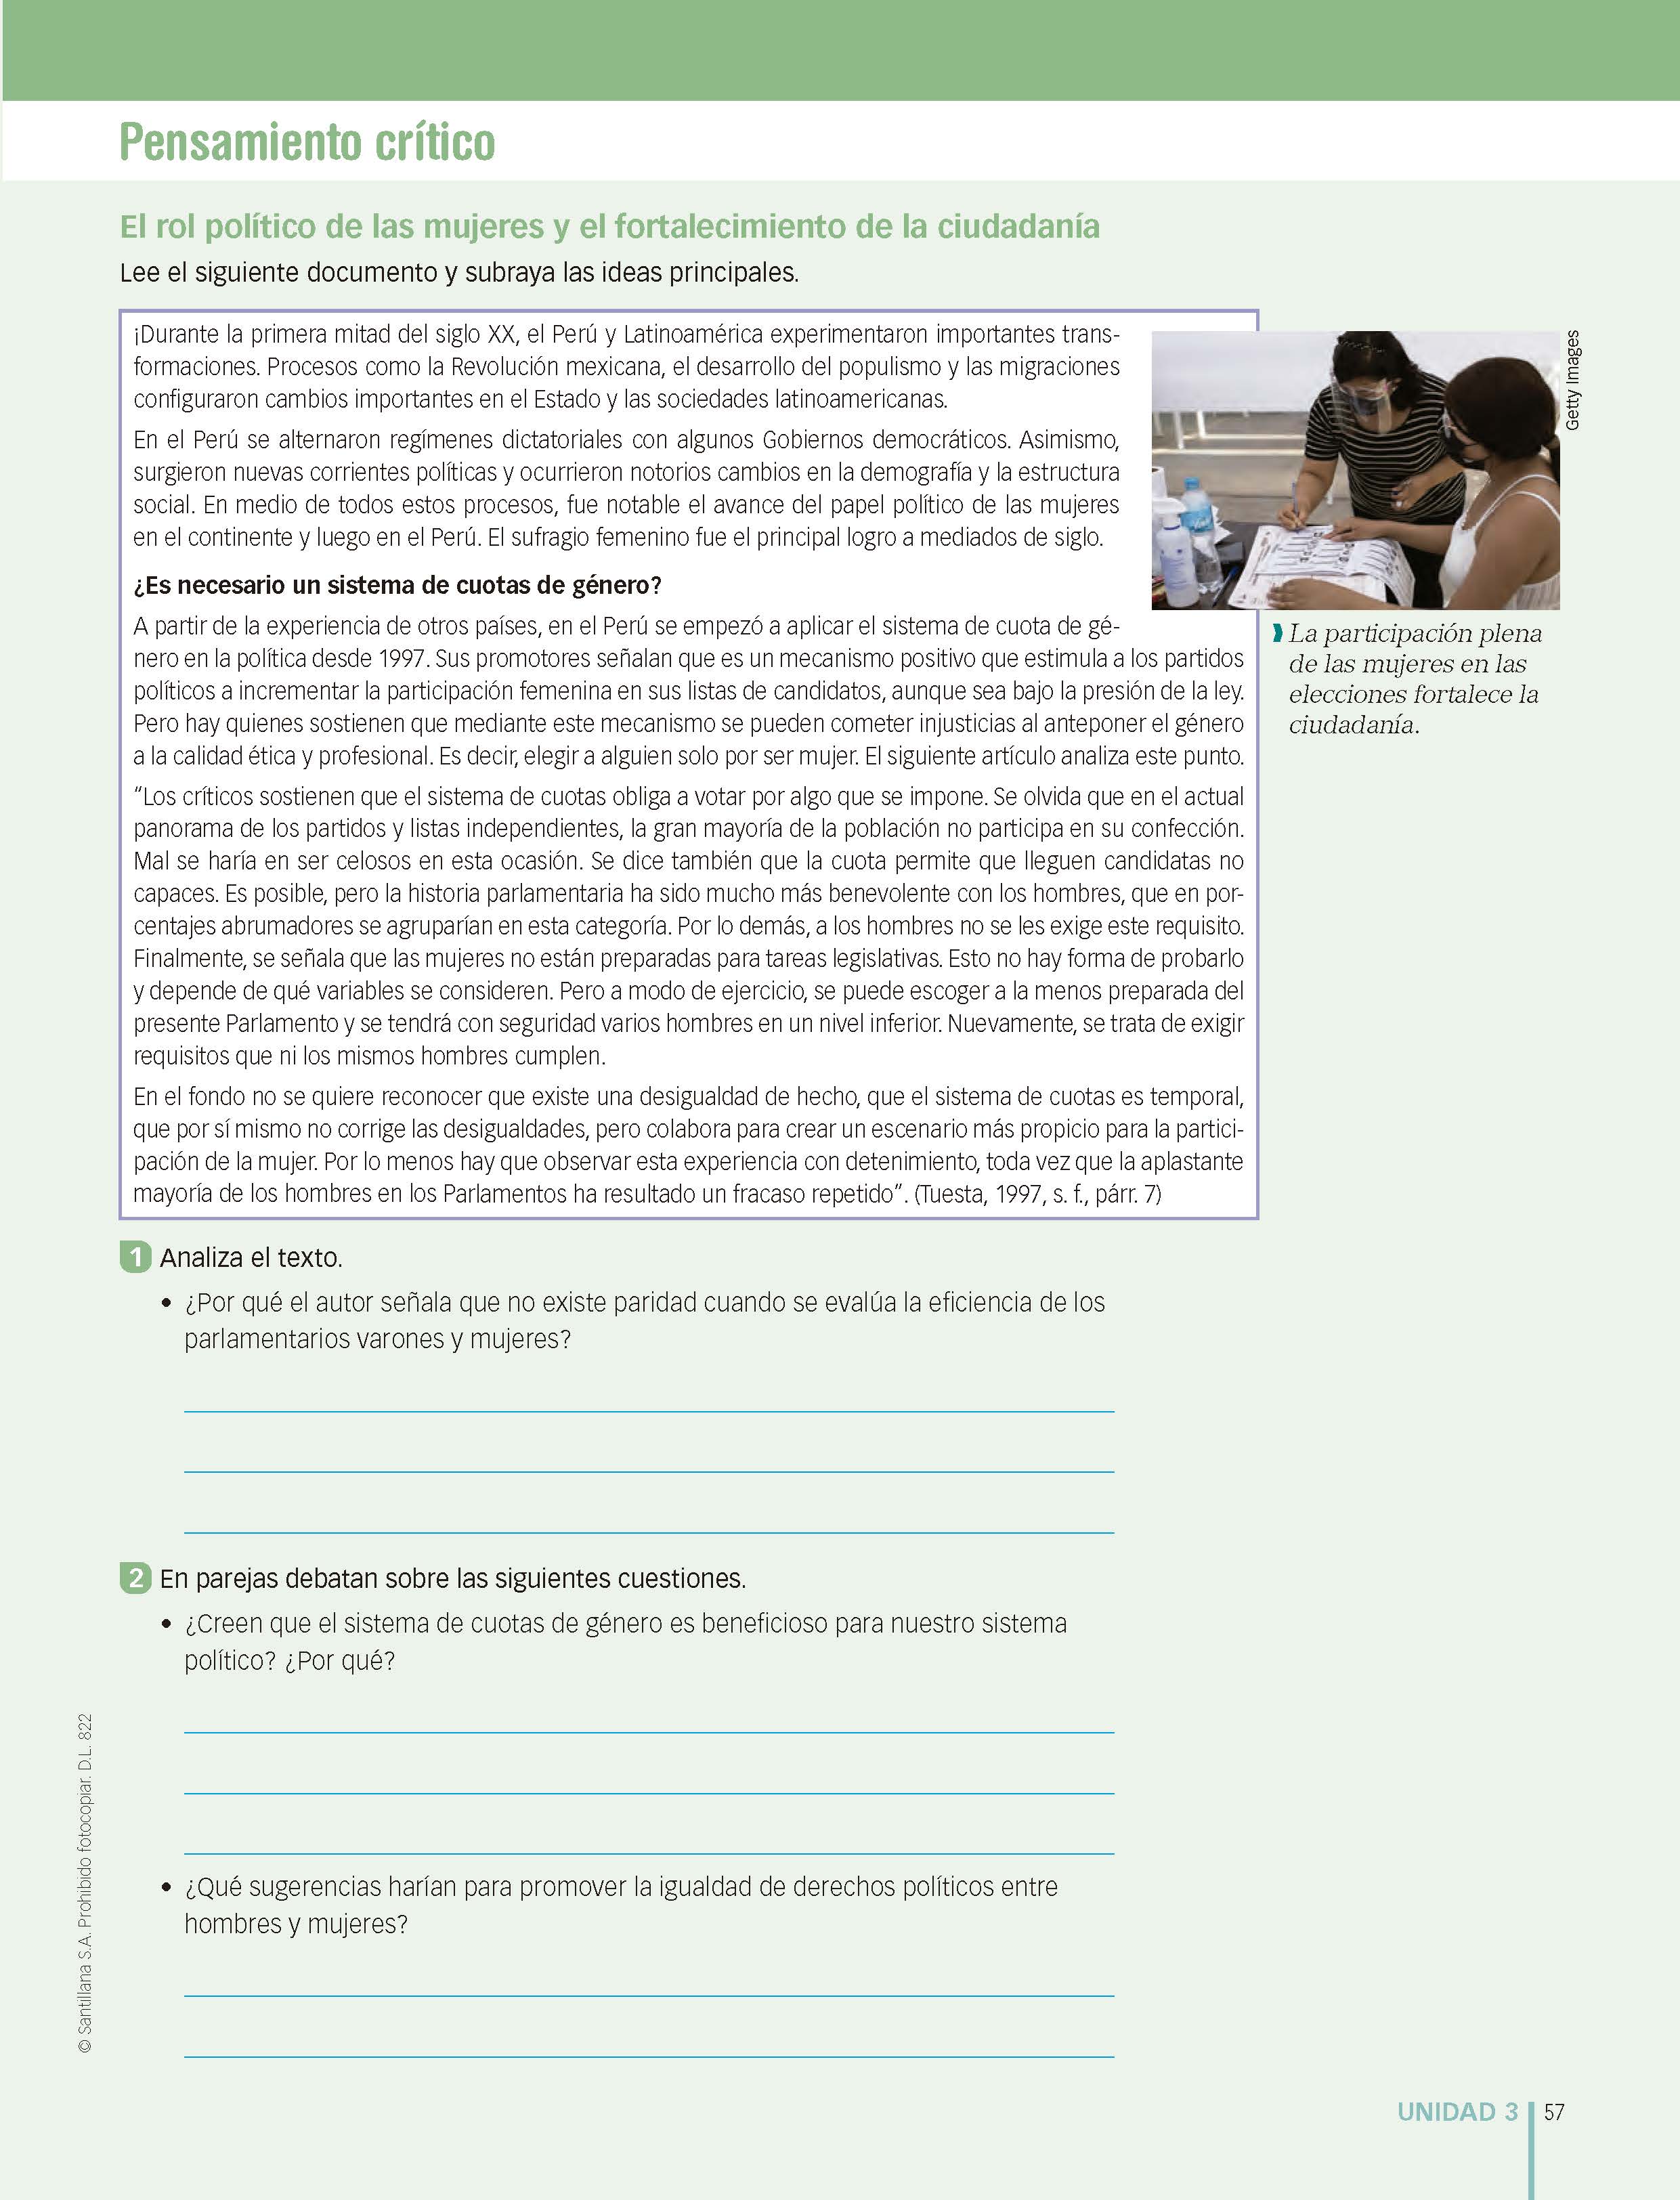 Pensamiento crítico
El rol político de las mujeres y el fortalecimiento de la ciudadanía
Lee el siguiente documento y subraya las ideas principales.
¡Durante la primera mitad del siglo XX, el Perú y Latinoamérica experimentaron importantes trans-
formaciones. Procesos como la Revolución mexicana, el desarrollo del populismo y las migraciones
configuraron cambios importantes en el Estado y las sociedades latinoamericanas.
En el Perú se alternaron regímenes dictatoriales con algunos Gobiernos democráticos. Asimismo,
surgieron nuevas corrientes políticas y ocurrieron notorios cambios en la demografía y la estructura
social. En medio de todos estos procesos, fue notable el avance del papel político de las mujeres
en el continente y luego en el Perú. El sufragio femenino fue el principal logro a mediados de siglo.
¿Es necesario un sistema de cuotas de género?
A partir de la experiencia de otros países, en el Perú se empezó a aplicar el sistema de cuota de gé-
nero en la política desde 1997. Sus promotores señalan que es un mecanismo positivo que estimula a los partidos
políticos a incrementar la participación femenina en sus listas de candidatos, aunque sea bajo la presión de la ley.
Pero hay quienes sostienen que mediante este mecanismo se pueden cometer injusticias al anteponer el género
a la calidad ética y profesional. Es decir, elegir a alguien solo por ser mujer. El siguiente artículo analiza este punto.
“Los críticos sostienen que el sistema de cuotas obliga a votar por algo que se impone. Se olvida que en el actual
panorama de los partidos y listas independientes, la gran mayoría de la población no participa en su confección.
Mal se haría en ser celosos en esta ocasión. Se dice también que la cuota permite que lleguen candidatas no
capaces. Es posible, pero la historia parlamentaria ha sido mucho más benevolente con los hombres, que en por-
centajes abrumadores se agruparían en esta categoría. Por lo demás, a los hombres no se les exige este requisito.
Finalmente, se señala que las mujeres no están preparadas para tareas legislativas. Esto no hay forma de probarlo
y depende de qué variables se consideren. Pero a modo de ejercicio, se puede escoger a la menos preparada del
presente Parlamento y se tendrá con seguridad varios hombres en un nivel inferior. Nuevamente, se trata de exigir
requisitos que ni los mismos hombres cumplen.
En el fondo no se quiere reconocer que existe una desigualdad de hecho, que el sistema de cuotas es temporal,
que por sí mismo no corrige las desigualdades, pero colabora para crear un escenario más propicio para la partici-
pación de la mujer. Por lo menos hay que observar esta experiencia con detenimiento, toda vez que la aplastante
mayoría de los hombres en los Parlamentos ha resultado un fracaso repetido”. (Tuesta, 1997, s. f., párr. 7)
Getty Images
La participación plena
de las mujeres en las
elecciones fortalece la
ciudadanía.
1 Analiza el texto.
• ¿Por qué el autor señala que no existe paridad cuando se evalúa la eficiencia de los
parlamentarios varones y mujeres?
2 En parejas debatan sobre las siguientes cuestiones.
• ¿Creen que el sistema de cuotas de género es beneficioso para nuestro sistema
político? ¿Por qué?
• ¿Qué sugerencias harían para promover la igualdad de derechos políticos entre
hombres y mujeres?
© Santillana S.A. Prohibido fotocopiar. D.L. 822
UNIDAD 3 57